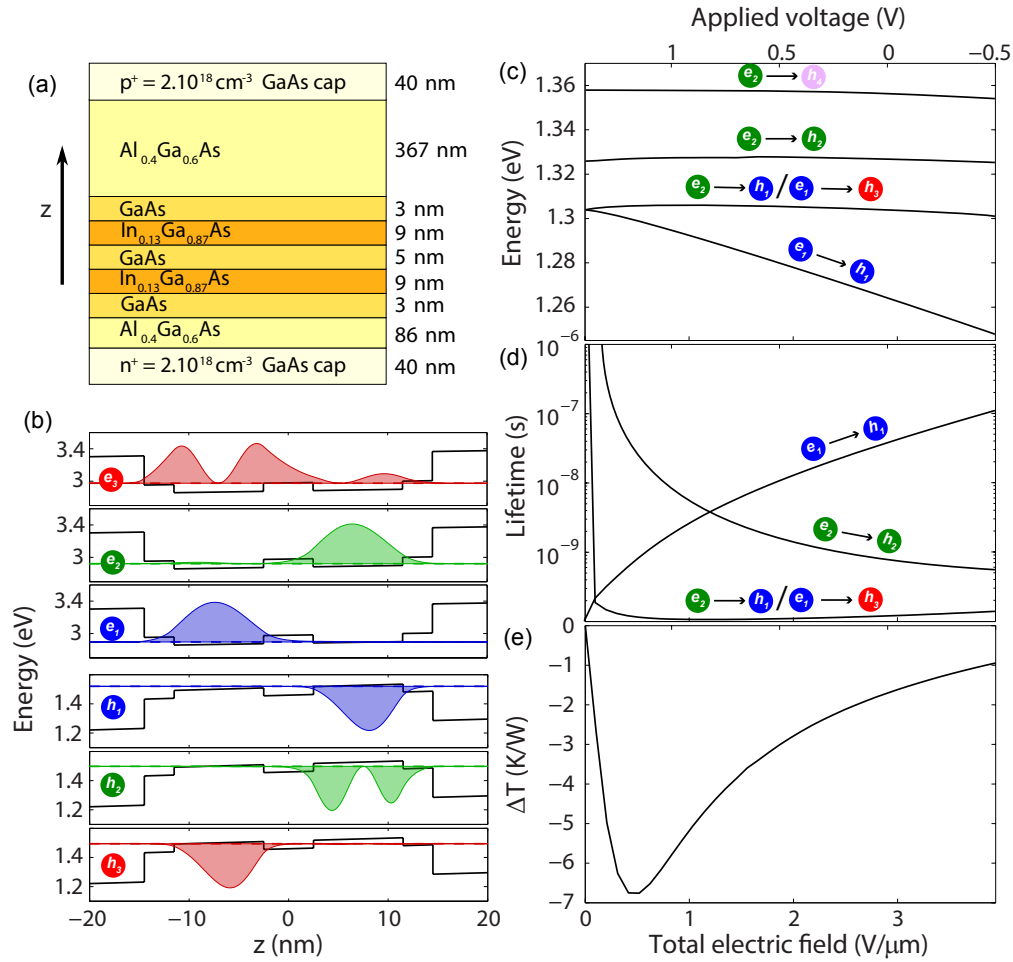 (a)
p⁺ = 2.10¹⁸ cm⁻³ GaAs cap
40 nm
Al₀.₄Ga₀.₆As
367 nm
z
GaAs
3 nm
In₀.₁₃Ga₀.₈₇As
9 nm
GaAs
5 nm
In₀.₁₃Ga₀.₈₇As
9 nm
GaAs
3 nm
Al₀.₄Ga₀.₆As
86 nm
n⁺ = 2.10¹⁸ cm⁻³ GaAs cap
40 nm
(b)
Energy (eV)
3.4
3
e₃
3.4
3
e₂
3.4
3
e₁
1.4
1.2
h₁
1.4
1.2
h₂
1.4
1.2
h₃
−20 −10 0 10 20
z (nm)
Applied voltage (V)
1 0.5 0 −0.5
(c)
Energy (eV)
1.36
1.34
1.32
1.3
1.28
1.26
e₂ → h₄
e₂ → h₂
e₂ → h₁ / e₁ → h₃
e₁ → h₁
(d)
Lifetime (s)
10⁻⁶
10⁻⁷
10⁻⁸
10⁻⁹
e₁ → h₁
e₂ → h₂
e₂ → h₁ / e₁ → h₃
(e)
ΔT (K/W)
0
−1
−2
−3
−4
−5
−6
−7
0 1 2 3
Total electric field (V/μm)